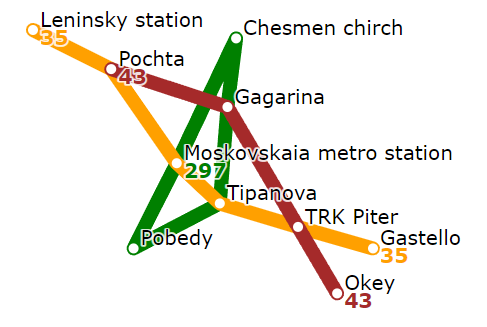 Leninsky station
35
Chesmen chirch
Pochta
43
Gagarina
Moskovskaia metro station
297
Tipanova
TRK Piter
Pobedy
Gastello
35
Okey
43